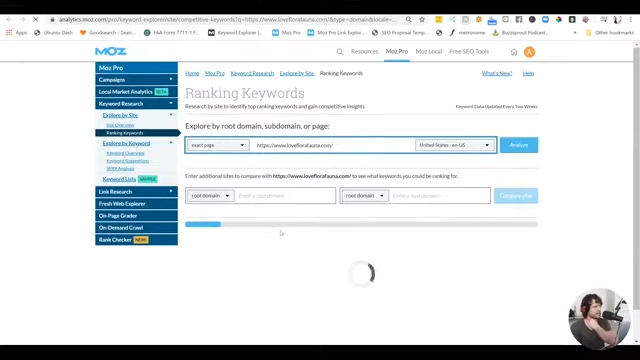 analytics.moz.com/pro/keyword-explorer/site/competitive-keywords?q=https://www.loveflorafauna.com/&type=domain&locale=
Ubuntu Dash
FAA Form 7711-1
Keyword Explorer |
Moz Pro
Moz Pro Link Explor
SEO Proposal Temp
metronome
Buzzsprout Podcast
MOZ
Resources
Moz Pro
Moz Local
Free SEO Tools
A
Moz Pro
Campaigns
Local Market Analytics BETA
Keyword Research
Explore by Site
Site Overview
Ranking Keywords
Explore by Keyword
Keyword Overview
Keyword Suggestions
SERP Analysis
Keyword Lists
Link Research
Fresh Web Explorer
On-Page Grader
On-Demand Crawl
Rank Checker NEW!
Home
Moz Pro
Keyword Research
Explore by Site
Ranking Keywords
What's New?
Help
Ranking Keywords
Research by site to identify top ranking keywords and gain competitive insights.
Keyword Data Updated Every Two Weeks
Explore by root domain, subdomain, or page:
exact page
https://www.loveflorafauna.com/
United States - en-US
Analyze
Enter additional sites to compare with https://www.loveflorafauna.com/ to see what keywords you could be ranking for.
root domain
Enter a root domain
root domain
Enter a root domain
Compare sites